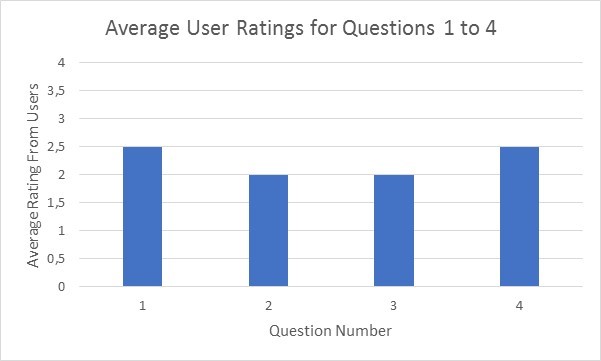 Average User Ratings for Questions 1 to 4
Average Rating From Users
4
3,5
3
2,5
2
1,5
1
0,5
0
1 2 3 4
Question Number